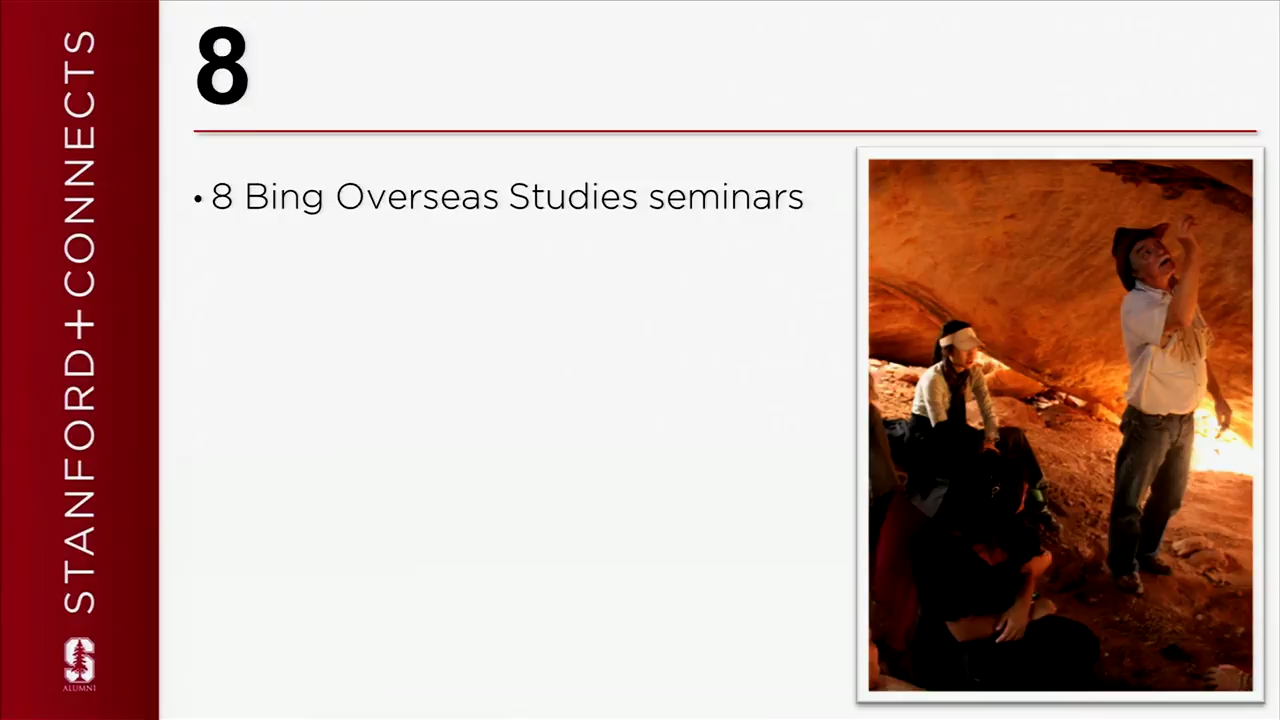 STANFORD+CONNECTS
S
ALUMNI
8
• 8 Bing Overseas Studies seminars